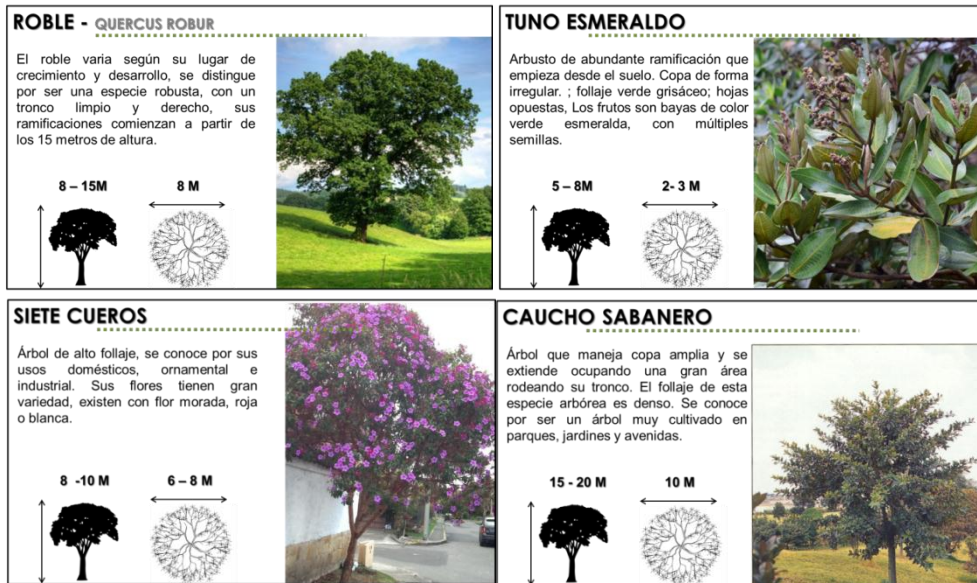 ROBLE - QUERCUS ROBUR
El roble varia según su lugar de
crecimiento y desarrollo, se distingue
por ser una especie robusta, con un
tronco limpio y derecho, sus
ramificaciones comienzan a partir de
los 15 metros de altura.
8 – 15M
8 M
TUNO ESMERALDO
Arbusto de abundante ramificación que
empieza desde el suelo. Copa de forma
irregular. ; follaje verde grisáceo; hojas
opuestas, Los frutos son bayas de color
verde esmeralda, con múltiples
semillas.
5 – 8M
2- 3 M
SIETE CUEROS
Árbol de alto follaje, se conoce por sus
usos domésticos, ornamental e
industrial. Sus flores tienen gran
variedad, existen con flor morada, roja
o blanca.
8 -10 M
6 – 8 M
CAUCHO SABANERO
Árbol que maneja copa amplia y se
extiende ocupando una gran área
rodeando su tronco. El follaje de esta
especie arbórea es denso. Se conoce
por ser un árbol muy cultivado en
parques, jardines y avenidas.
15 - 20 M
10 M